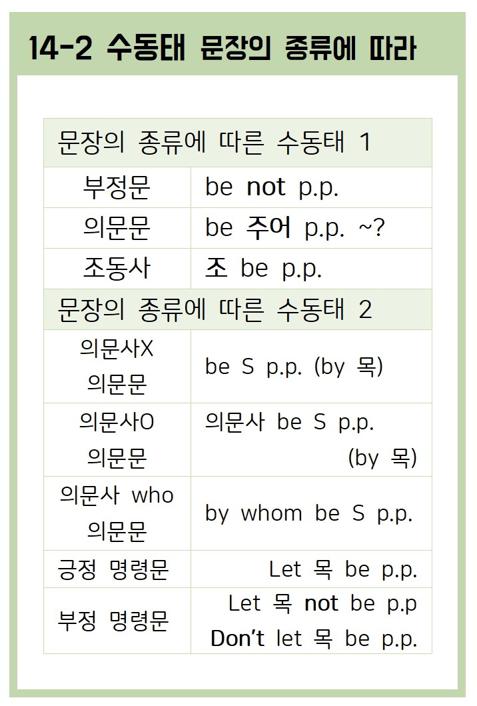 14-2 수동태 문장의 종류에 따라
문장의 종류에 따른 수동태 1
부정문 be not p.p.
의문문 be 주어 p.p. ~?
조동사 조 be p.p.
문장의 종류에 따른 수동태 2
의문사X
의문문
be S p.p. (by 목)
의문사O
의문문
의문사 be S p.p.
(by 목)
의문사 who
의문문
by whom be S p.p.
긍정 명령문 Let 목 be p.p.
부정 명령문
Let 목 not be p.p
Don't let 목 be p.p.